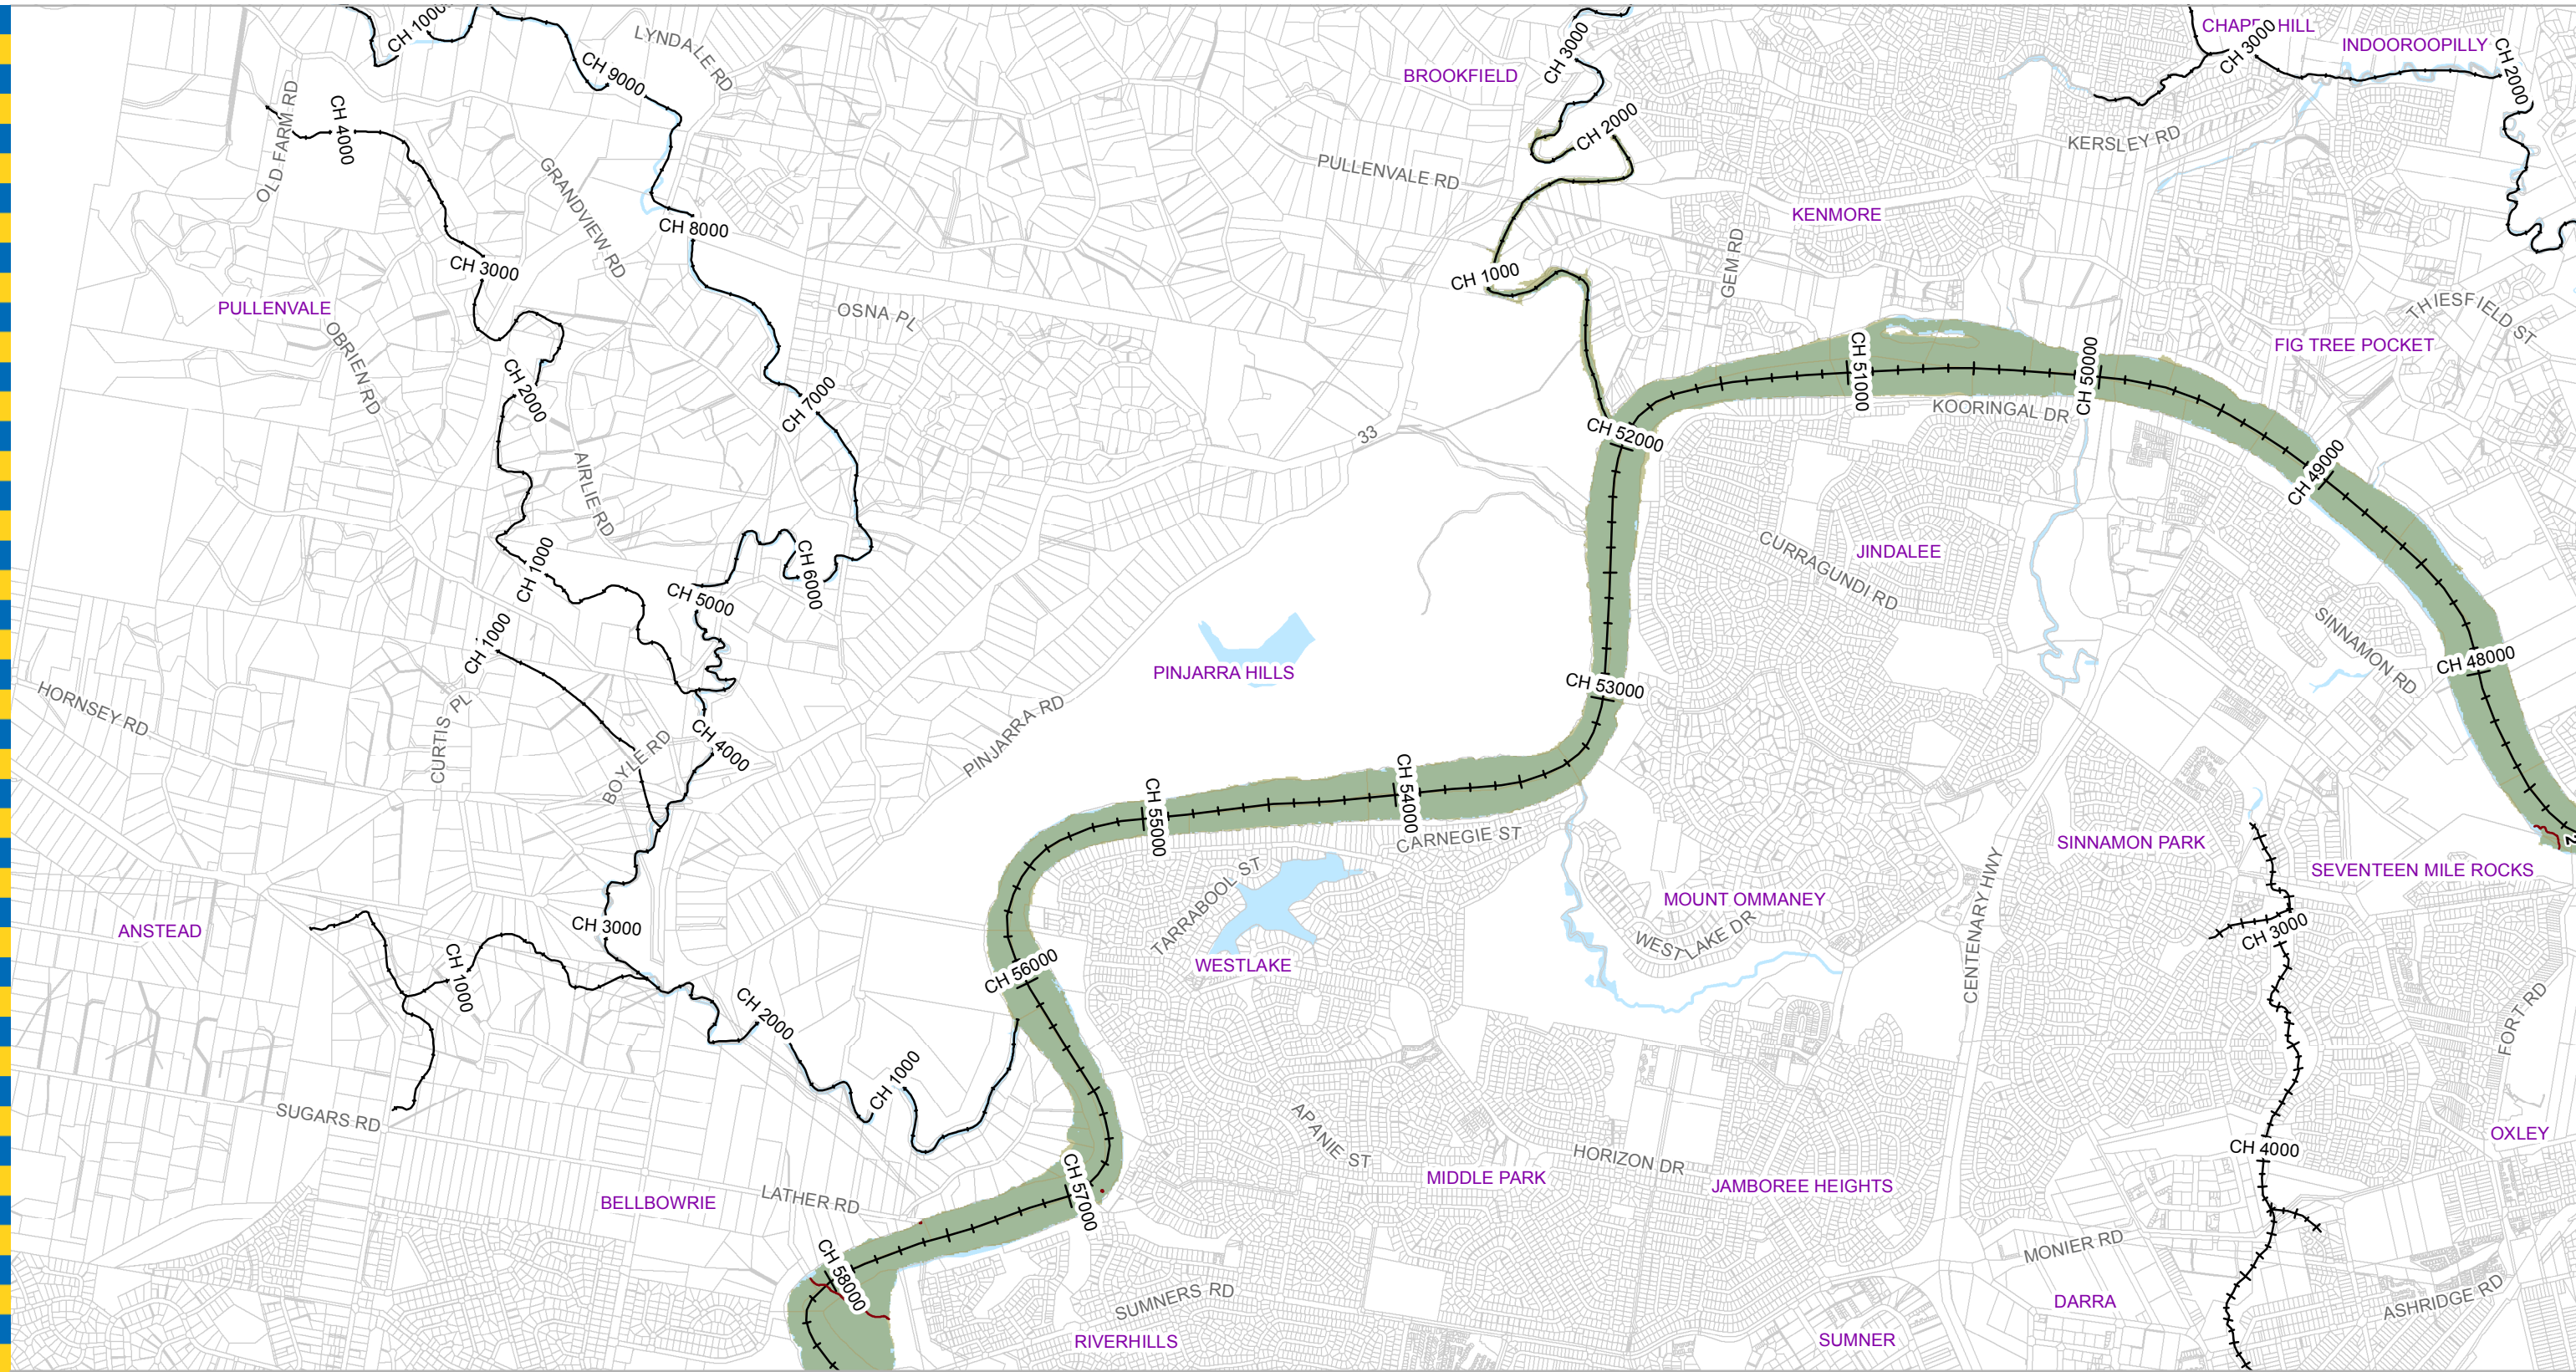 CH 1000
LYNDALE RD
CH 3000
CHAPEL HILL
CH 3000
INDOOROOPILLY
CH 2000
CH 9000
BROOKFIELD
OLD FARM RD
CH 4000
CH 2000
KERSLEY RD
PULLENVALE RD
GRANDVIEW RD
CH 8000
KENMORE
CH 3000
GEM RD
CH 1000
PULLENVALE
OSNA PL
THIESFIELD ST
OBRIEN RD
FIG TREE POCKET
CH 2000
CH 7000
CH 51000
CH 50000
KOORINGAL DR
33
CH 52000
CH 49000
AIRLIE RD
CH 1000
CH 6000
CURRAGUNDI RD
JINDALEE
CH 5000
CH 1000
SINNAMON RD
CH 48000
PINJARRA HILLS
CH 53000
HORNSEY RD
CURTIS PL
BOYLE RD
CH 4000
PINJARRA RD
CH 55000
CH 54000
CARNEGIE ST
SINNAMON PARK
SEVENTEEN MILE ROCKS
TARRABOOL ST
MOUNT OMMANEY
CENTENARY HWY
ANSTEAD
CH 3000
WESTLAKE DR
CH 3000
WESTLAKE
CH 56000
CH 1000
CH 2000
FORT RD
CH 1000
SUGARS RD
APANIE ST
OXLEY
HORIZON DR
CH 4000
MIDDLE PARK
JAMBOREE HEIGHTS
CH 57000
BELLBOWRIE
LATHER RD
MONIER RD
CH 58000
SUMNERS RD
DARRA
ASHRIDGE RD
RIVERHILLS
SUMNER